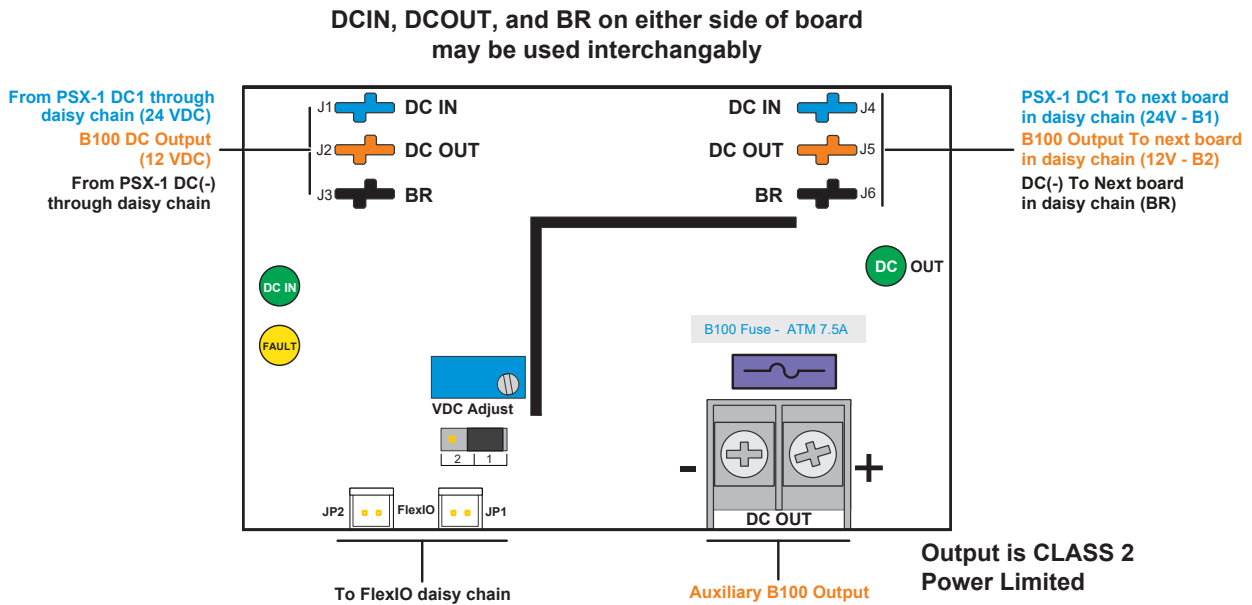 DCIN, DCOUT, and BR on either side of board
may be used interchangably
From PSX-1 DC1 through
daisy chain (24 VDC)
B100 DC Output
(12 VDC)
From PSX-1 DC(-)
through daisy chain
J1
DC IN
J2
DC OUT
J3
BR
DC IN
J4
DC OUT
J5
BR
J6
PSX-1 DC1 To next board
in daisy chain (24V - B1)
B100 Output To next board
in daisy chain (12V - B2)
DC(-) To Next board
in daisy chain (BR)
DC IN
FAULT
DC OUT
B100 Fuse - ATM 7.5A
VDC Adjust
2 1
- +
JP2 FlexIO JP1
DC OUT
To FlexIO daisy chain
Auxiliary B100 Output
Output is CLASS 2
Power Limited